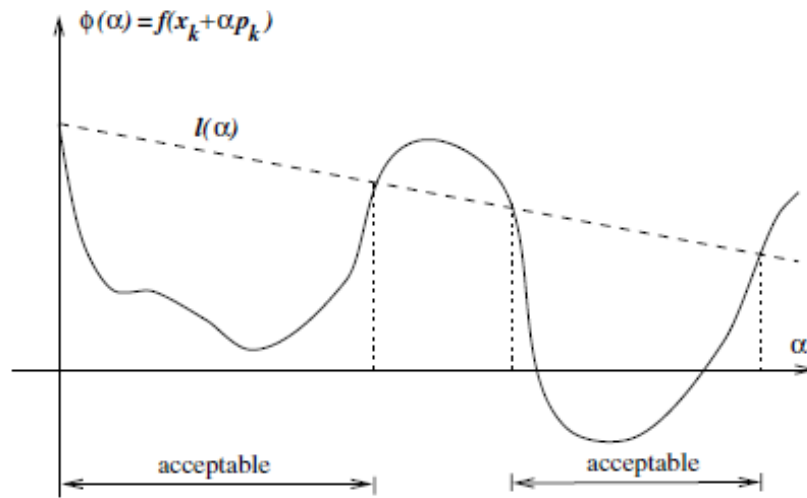 ϕ(α) = f(x_k + αp_k)
l(α)
α
acceptable
acceptable